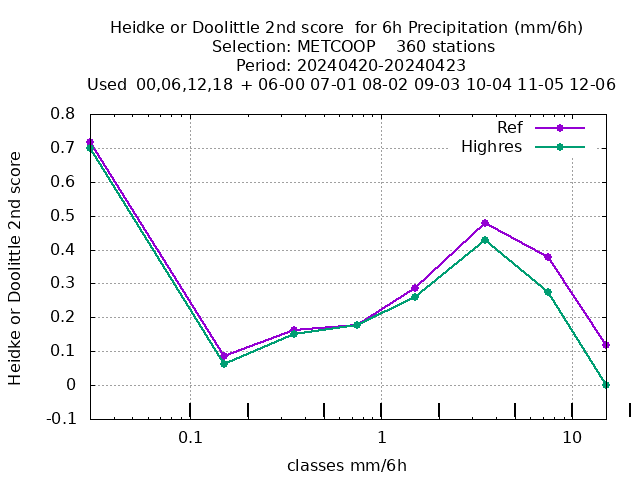 Heidke or Doolittle 2nd score  for 6h Precipitation (mm/6h)
Selection: METCOOP    360 stations
Period: 20240420-20240423
Used  00,06,12,18  + 06-00 07-01 08-02 09-03 10-04 11-05 12-06
Ref
Highres
0.8
0.7
0.6
0.5
0.4
0.3
0.2
0.1
0
-0.1
Heidke or Doolittle 2nd score
0.1
1
10
classes mm/6h